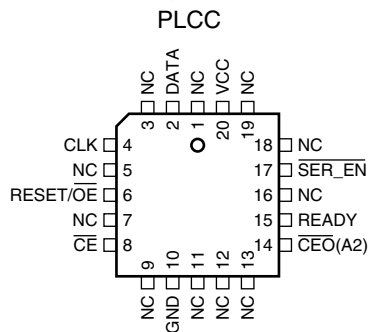 PLCC
NC
DATA
NC
VCC
NC
3
2
1
20
19
CLK 4
NC 5
RESET/OE 6
NC 7
CE 8
18 NC
17 SER_EN
16 NC
15 READY
14 CEO(A2)
9
10
11
12
13
NC
GND
NC
NC
NC